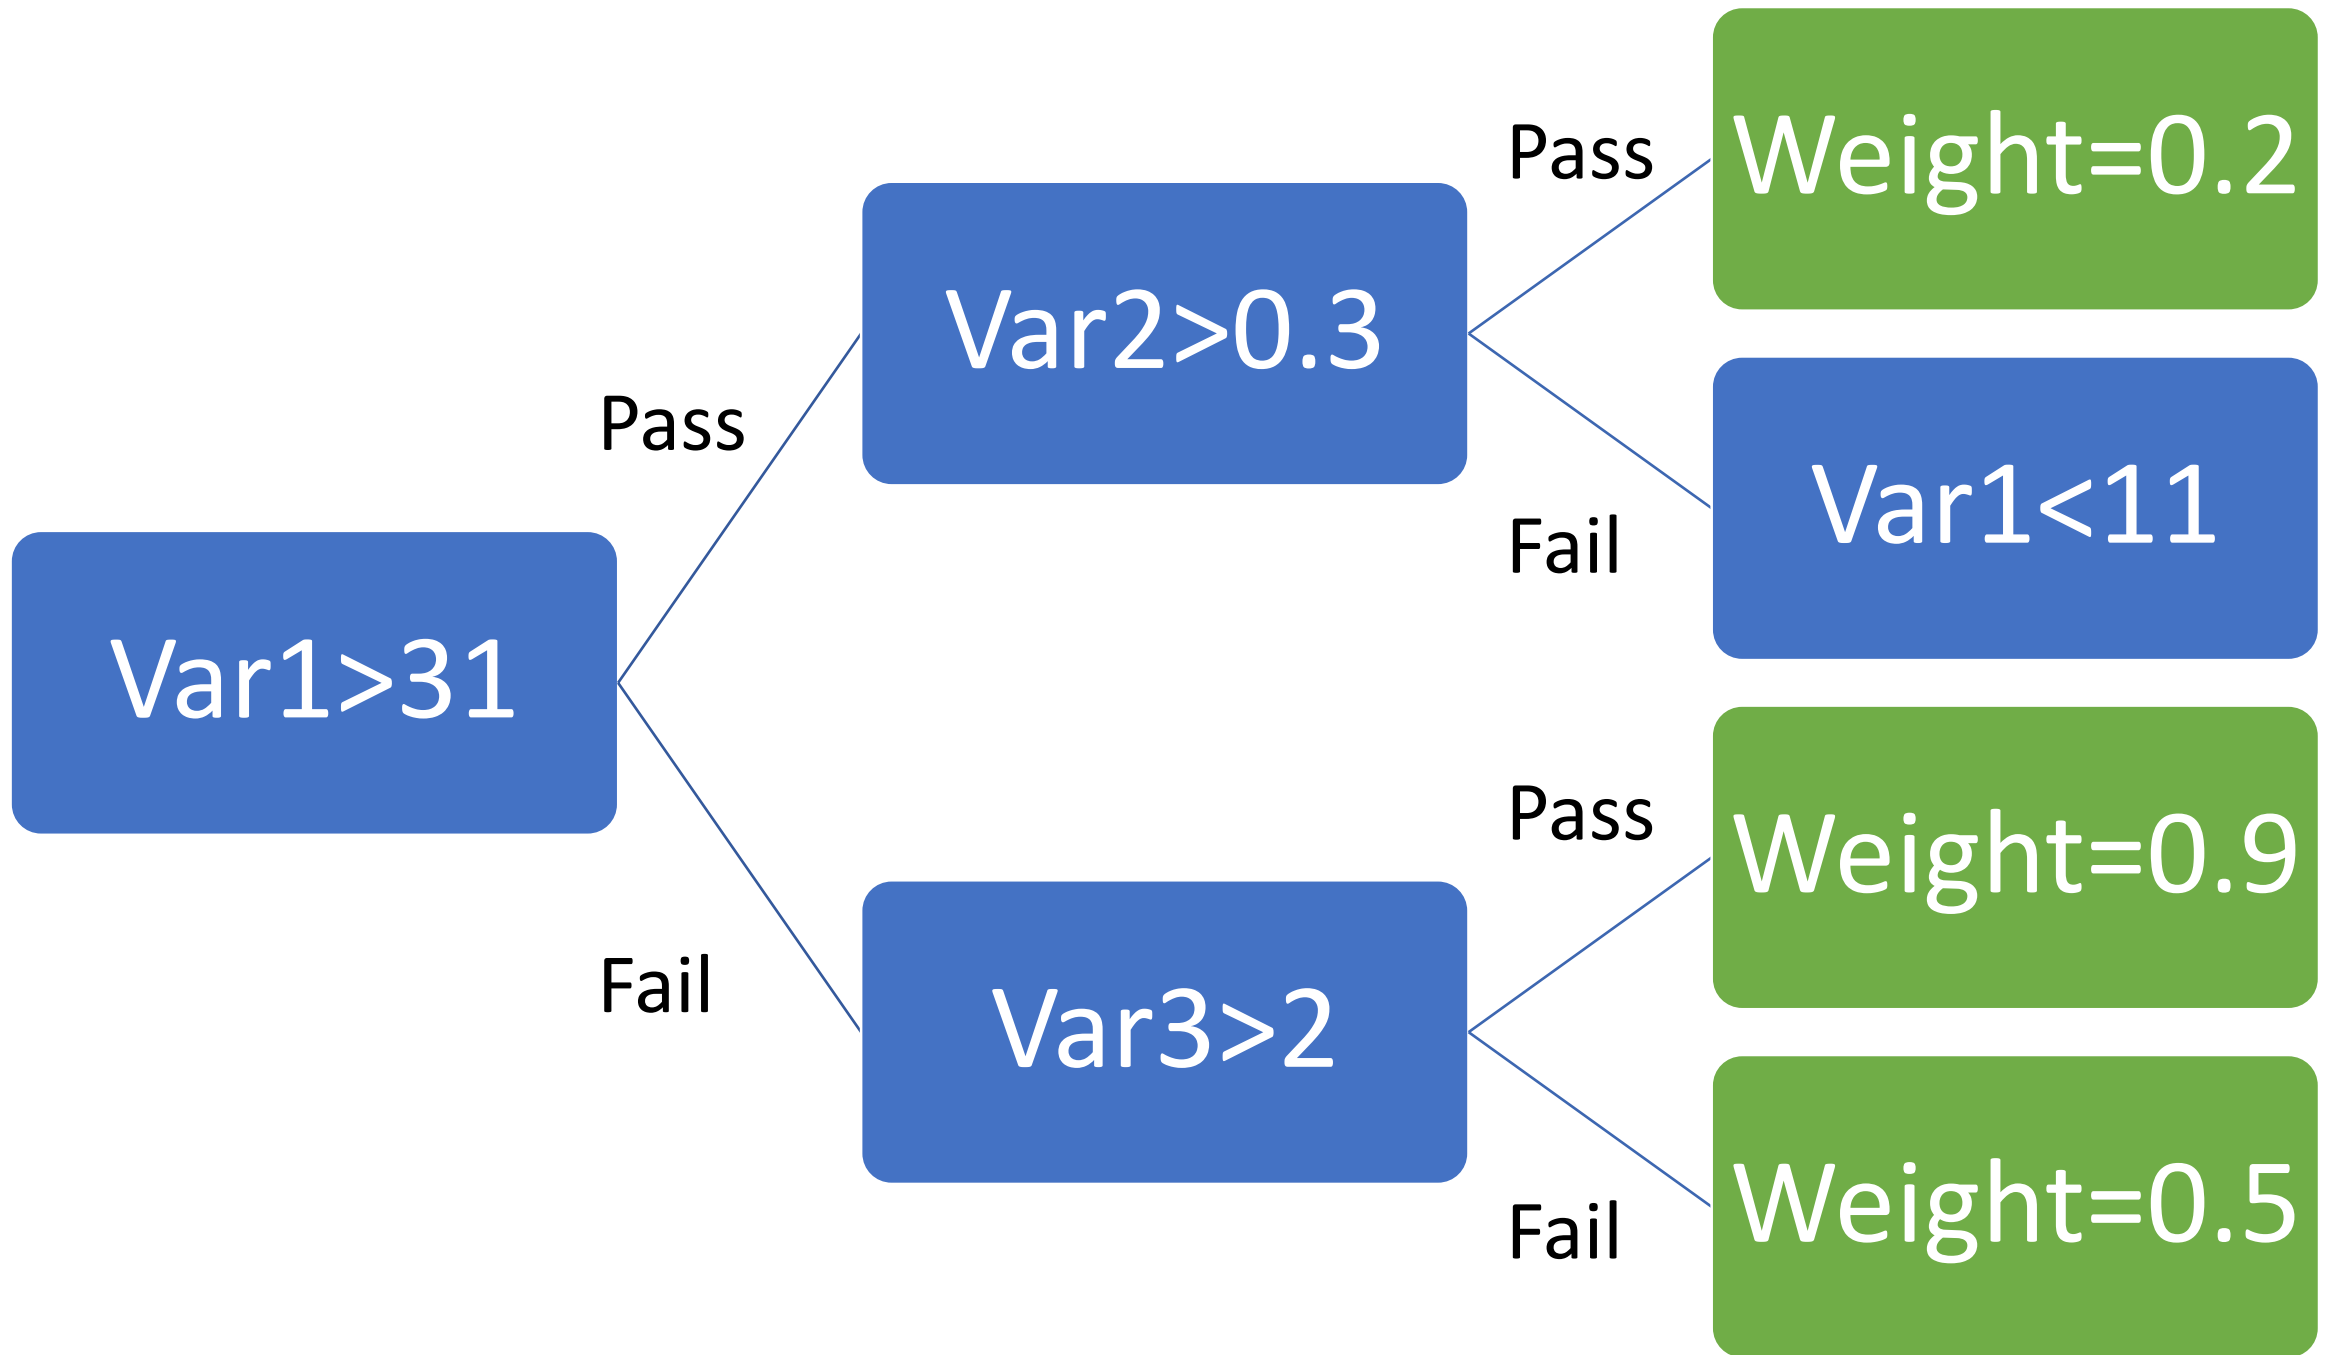 Var1>31
Pass
Fail
Var2>0.3
Var3>2
Pass
Fail
Pass
Fail
Weight=0.2
Var1<11
Weight=0.9
Weight=0.5